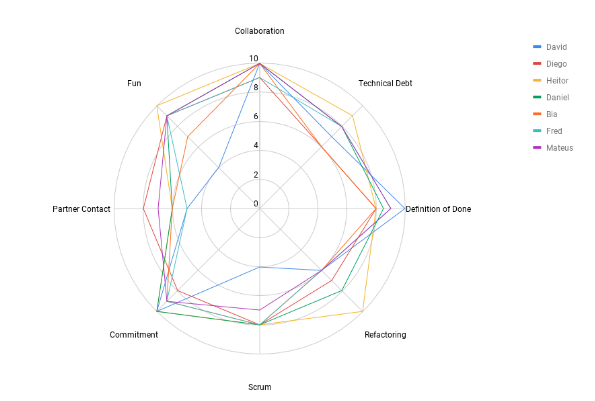 Collaboration
Technical Debt
Definition of Done
Refactoring
Scrum
Commitment
Partner Contact
Fun
10
8
6
4
2
0
David
Diego
Heitor
Daniel
Bia
Fred
Mateus